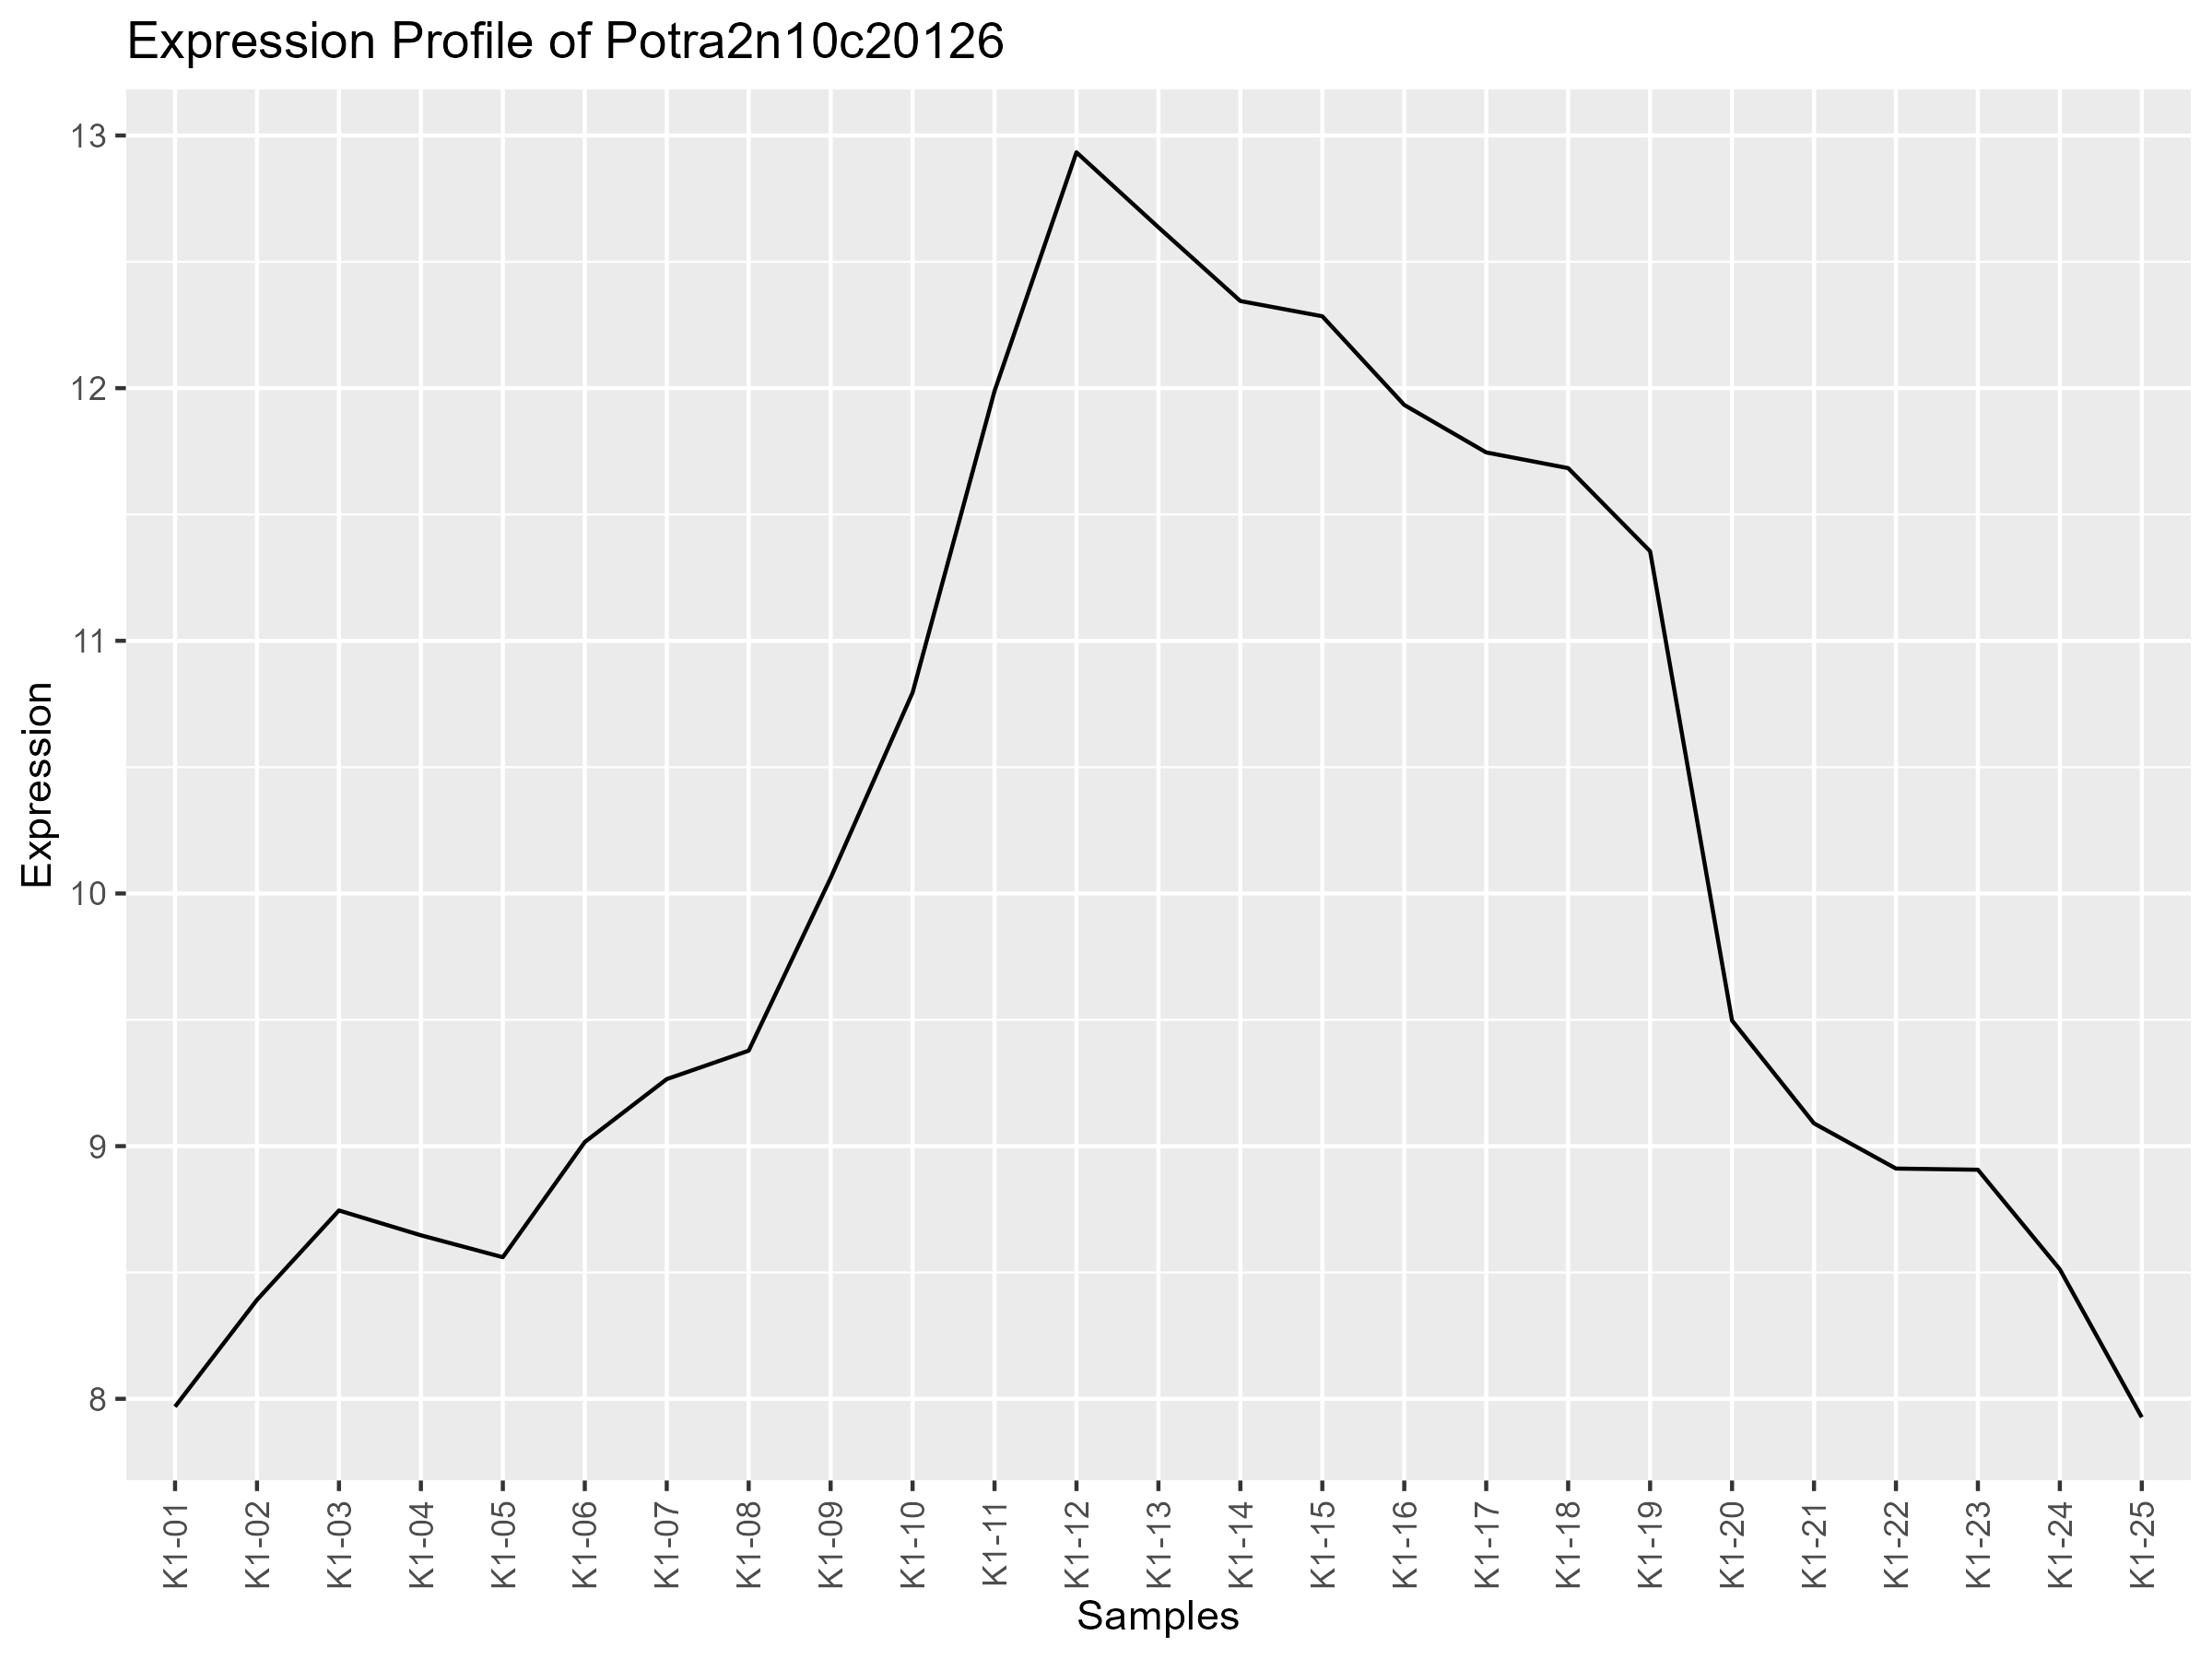 Expression Profile of Potra2n10c20126
Expression
13
12
11
10
9
8
K1-01 K1-02 K1-03 K1-04 K1-05 K1-06 K1-07 K1-08 K1-09 K1-10 K1-11 K1-12 K1-13 K1-14 K1-15 K1-16 K1-17 K1-18 K1-19 K1-20 K1-21 K1-22 K1-23 K1-24 K1-25
Samples